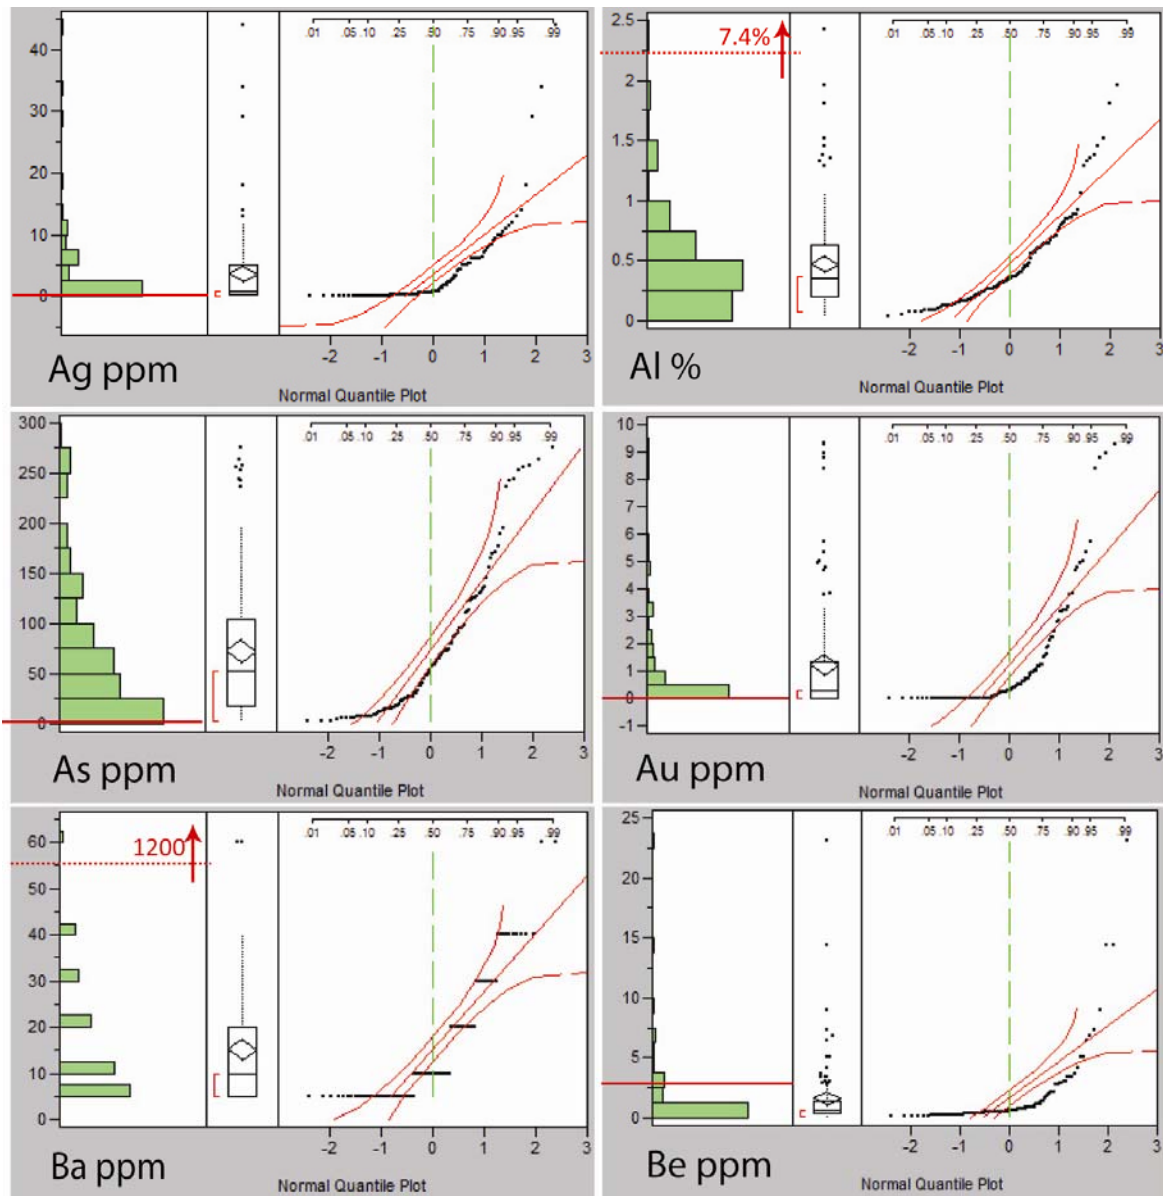 .01 .05 .10 .25 .50 .75 .90 .95 .99
40
30
20
10
0
-2 -1 0 1 2 3
Ag ppm
Normal Quantile Plot
.01 .05 .10 .25 .50 .75 .90 .95 .99
7.4%
2.5
2
1.5
1
0.5
0
-2 -1 0 1 2 3
Al %
Normal Quantile Plot
.01 .05 .10 .25 .50 .75 .90 .95 .99
300
250
200
150
100
50
0
-2 -1 0 1 2 3
As ppm
Normal Quantile Plot
.01 .05 .10 .25 .50 .75 .90 .95 .99
10
9
8
7
6
5
4
3
2
1
0
-1
-2 -1 0 1 2 3
Au ppm
Normal Quantile Plot
.01 .05 .10 .25 .50 .75 .90 .95 .99
1200
60
50
40
30
20
10
0
-2 -1 0 1 2 3
Ba ppm
Normal Quantile Plot
.01 .05 .10 .25 .50 .75 .90 .95 .99
25
20
15
10
5
0
-2 -1 0 1 2 3
Be ppm
Normal Quantile Plot